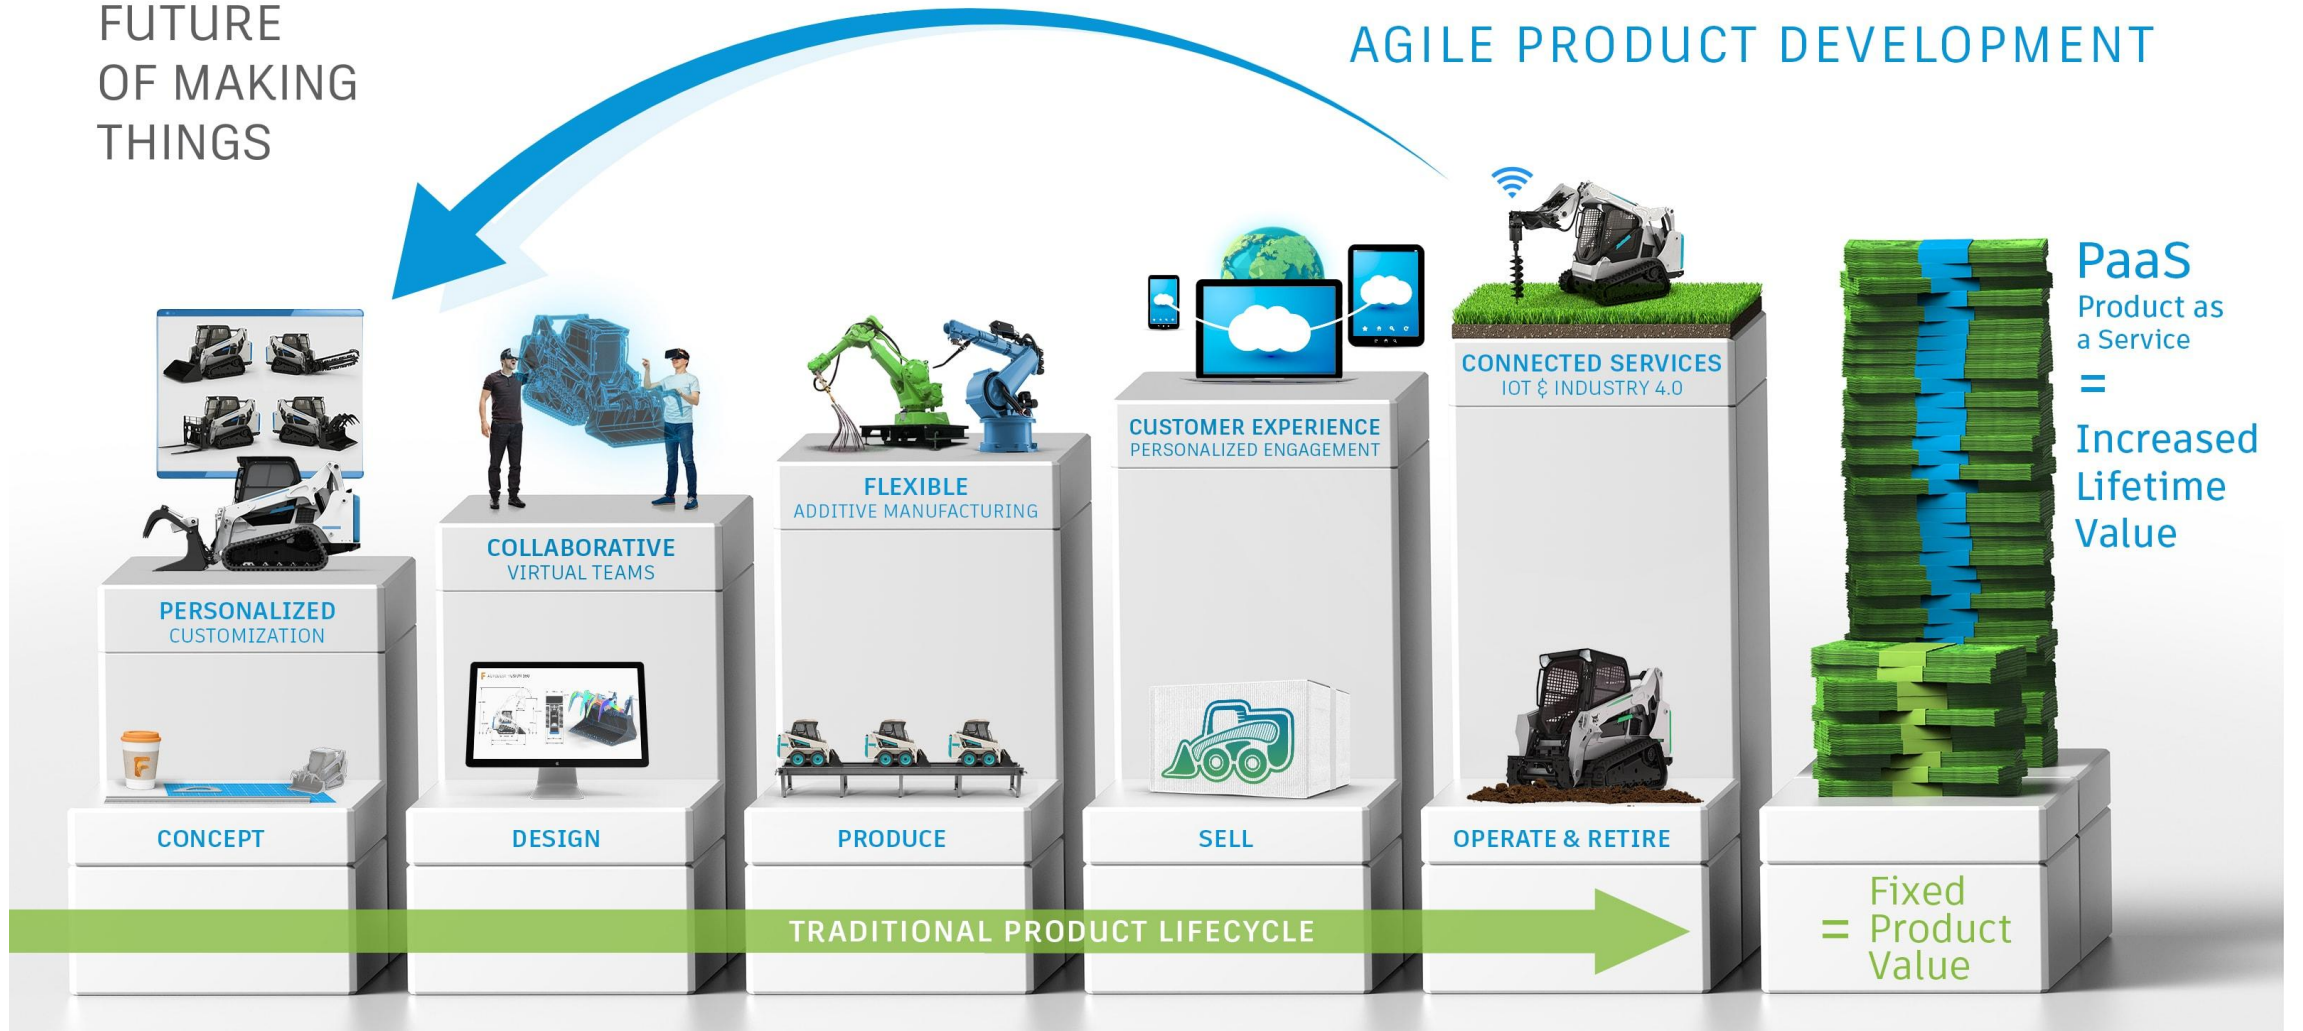 FUTURE
OF MAKING
THINGS
AGILE PRODUCT DEVELOPMENT
PERSONALIZED
CUSTOMIZATION
COLLABORATIVE
VIRTUAL TEAMS
FLEXIBLE
ADDITIVE MANUFACTURING
CUSTOMER EXPERIENCE
PERSONALIZED ENGAGEMENT
CONNECTED SERVICES
IOT & INDUSTRY 4.0
PaaS
Product as
a Service
=
Increased
Lifetime
Value
F
F
CONCEPT
DESIGN
PRODUCE
SELL
OPERATE & RETIRE
TRADITIONAL PRODUCT LIFECYCLE
Fixed
= Product
Value